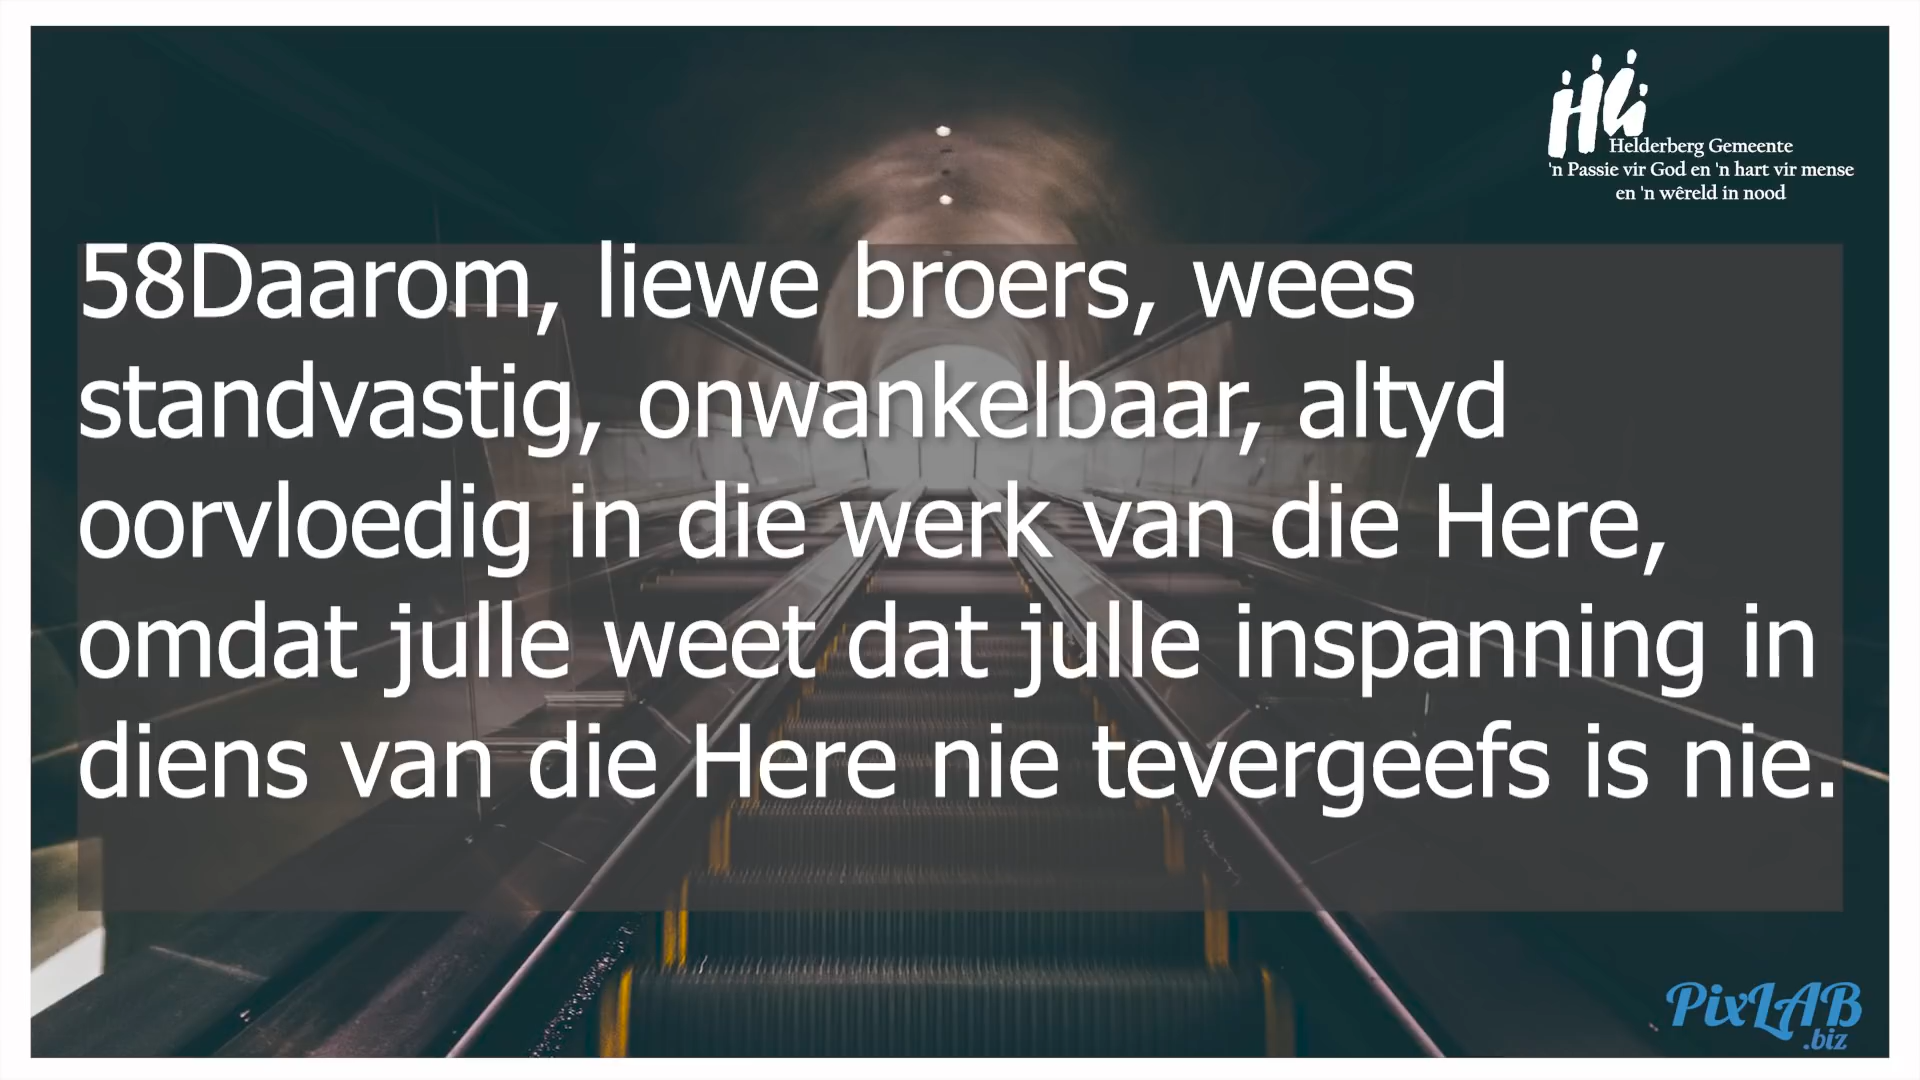 HG
Helderberg Gemeente
'n Passie vir God en 'n hart vir mense
en 'n wêreld in nood
58Daarom, liewe broers, wees
standvastig, onwankelbaar, altyd
oorvloedig in die werk van die Here,
omdat julle weet dat julle inspanning in
diens van die Here nie tevergeefs is nie.
PixLAB
.biz